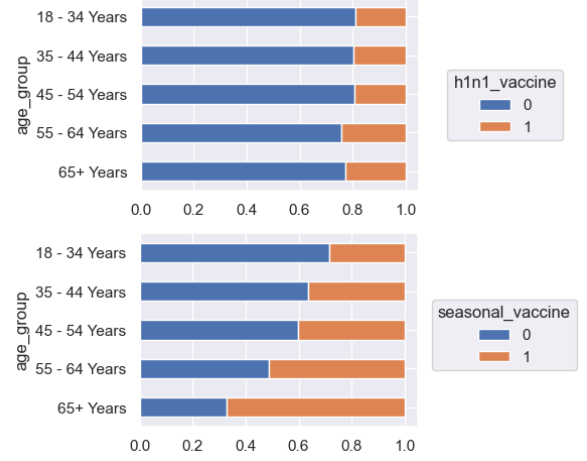 age_group
18 - 34 Years
35 - 44 Years
45 - 54 Years
55 - 64 Years
65+ Years
0.0 0.2 0.4 0.6 0.8 1.0
h1n1_vaccine
0
1
age_group
18 - 34 Years
35 - 44 Years
45 - 54 Years
55 - 64 Years
65+ Years
0.0 0.2 0.4 0.6 0.8 1.0
seasonal_vaccine
0
1